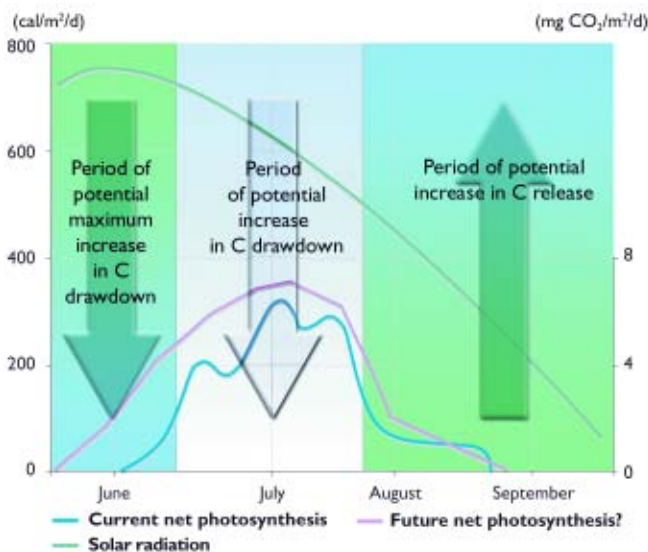 (cal/m²/d)
(mg CO₂/m²/d)
800
600
400
200
0
8
4
0
Period of
potential
maximum
increase
in C
drawdown
Period
of potential
increase
in C drawdown
Period of potential
increase in C release
June July August September
Current net photosynthesis
Future net photosynthesis?
Solar radiation